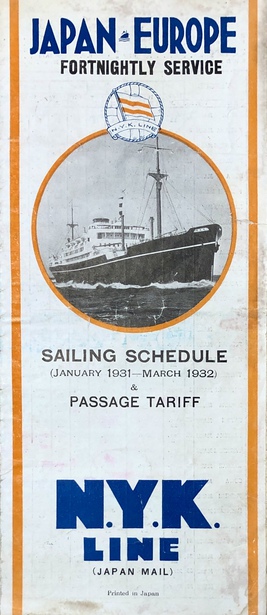 JAPAN EUROPE
FORTNIGHTLY SERVICE
N.Y.K. LINE
SAILING SCHEDULE
(JANUARY 1931—MARCH 1932)
&
PASSAGE TARIFF
N.Y.K.
LINE
(JAPAN MAIL)
Printed in Japan